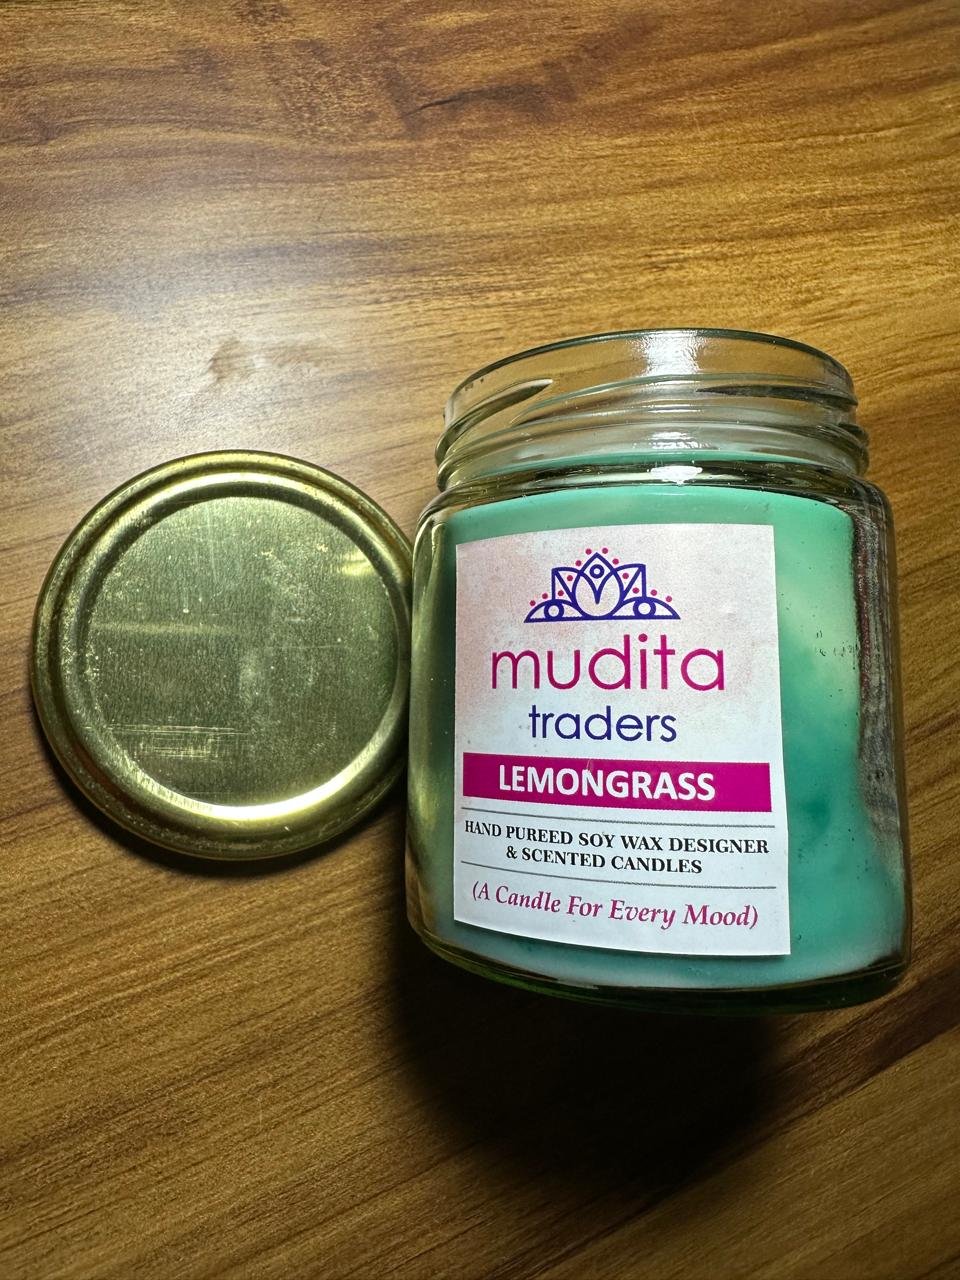 mudita
traders
LEMONGRASS
HAND PUREED SOY WAX DESIGNER
& SCENTED CANDLES
(A Candle For Every Mood)